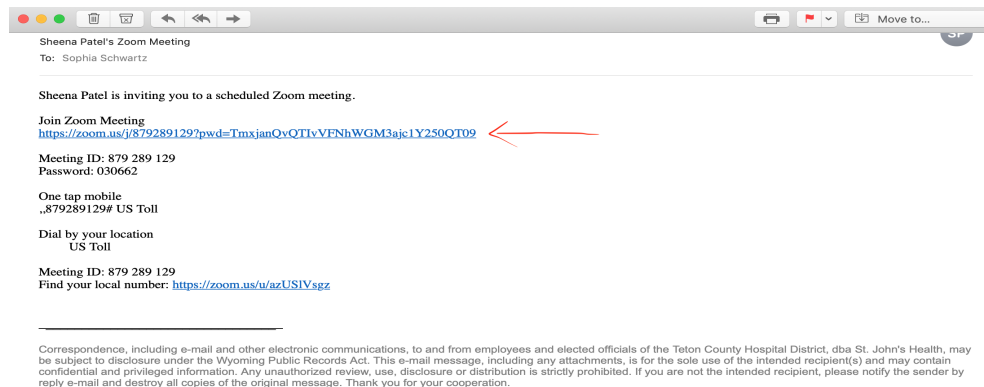 Move to...
Sheena Patel's Zoom Meeting
SP
To: Sophia Schwartz
Sheena Patel is inviting you to a scheduled Zoom meeting.
Join Zoom Meeting
https://zoom.us/j/879289129?pwd=TmxjanQvQTIvVFNhWGM3ajc1Y250QT09
Meeting ID: 879 289 129
Password: 030662
One tap mobile
,,879289129# US Toll
Dial by your location
US Toll
Meeting ID: 879 289 129
Find your local number: https://zoom.us/u/azUSlVsgz
Correspondence, including e-mail and other electronic communications, to and from employees and elected officials of the Teton County Hospital District, dba St. John's Health, may
be subject to disclosure under the Wyoming Public Records Act. This e-mail message, including any attachments, is for the sole use of the intended recipient(s) and may contain
confidential and privileged information. Any unauthorized review, use, disclosure or distribution is strictly prohibited. If you are not the intended recipient, please notify the sender by
reply e-mail and destroy all copies of the original message. Thank you for your cooperation.